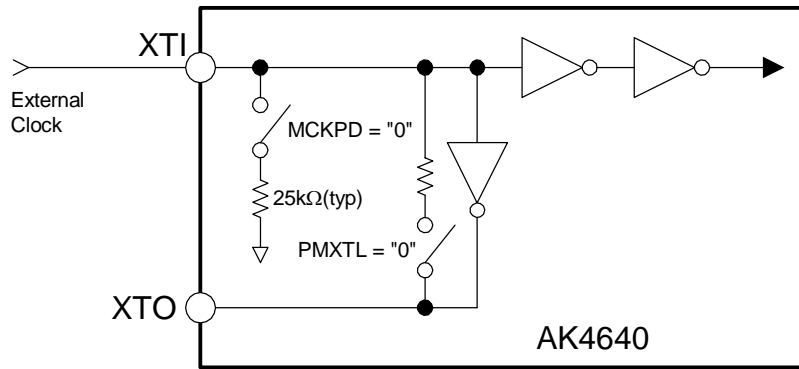 XTI
External
Clock
MCKPD = "0"
25kΩ(typ)
PMXTL = "0"
XTO
AK4640